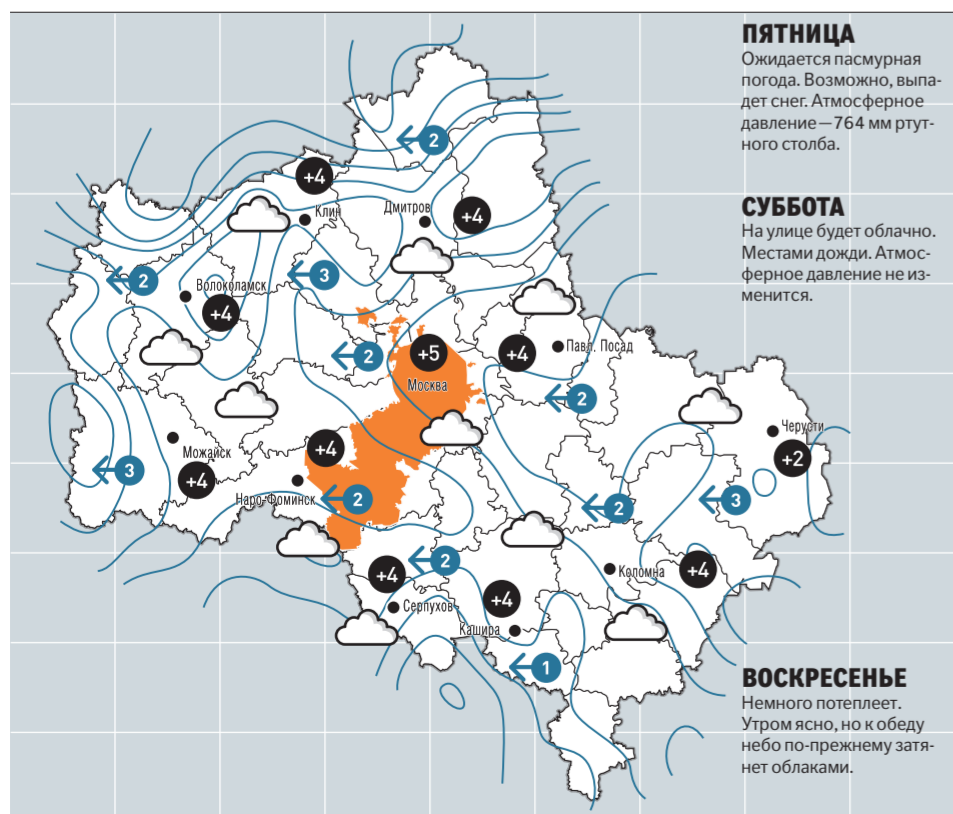 ПЯТНИЦА
Ожидается пасмурная
погода. Возможно, выпа-
дет снег. Атмосферное
давление — 764 мм ртут-
ного столба.
СУББОТА
На улице будет облачно.
Местами дожди. Атмос-
ферное давление не из-
менится.
ВОСКРЕСЕНЬЕ
Немного потеплеет.
Утром ясно, но к обеду
небо по-прежнему затя-
нет облаками.
2
+4
Клин
Дмитров
+4
2
3
Волоколамск
+4
2
+5
Москва
+4
Павл. Посад
2
Черусти
+2
Можайск
+4
3
+4
Наро-Фоминск
2
2
3
2
+4
Серпухов
+4
Кашира
Коломна
+4
1